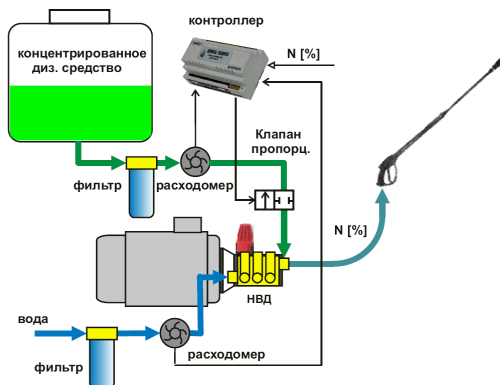 контроллер
концентрированное
диз. средство
N [%]
Клапан
пропорц.
фильтр
расходомер
N [%]
НВД
вода
расходомер
фильтр